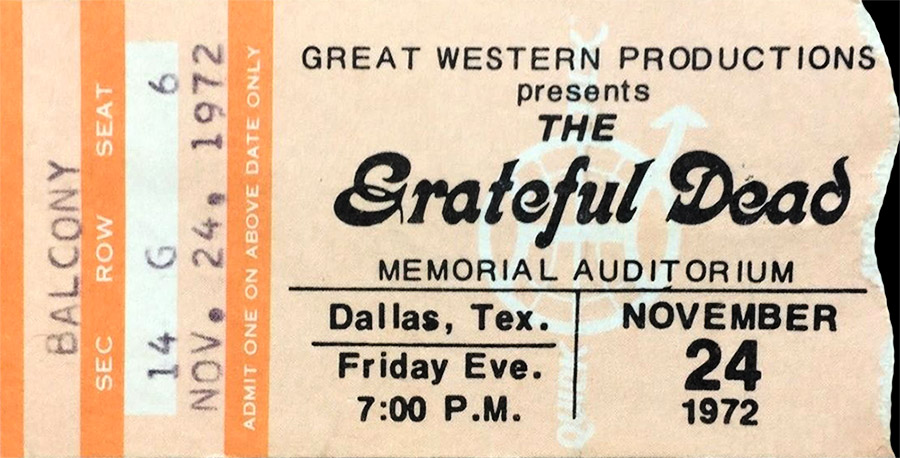 BALCONY
SEC ROW SEAT
14 G 6
NOV. 24, 1972
ADMIT ONE ON ABOVE DATE ONLY
GREAT WESTERN PRODUCTIONS
presents
THE
Grateful Dead
MEMORIAL AUDITORIUM
Dallas, Tex.
Friday Eve.
7:00 P.M.
NOVEMBER
24
1972